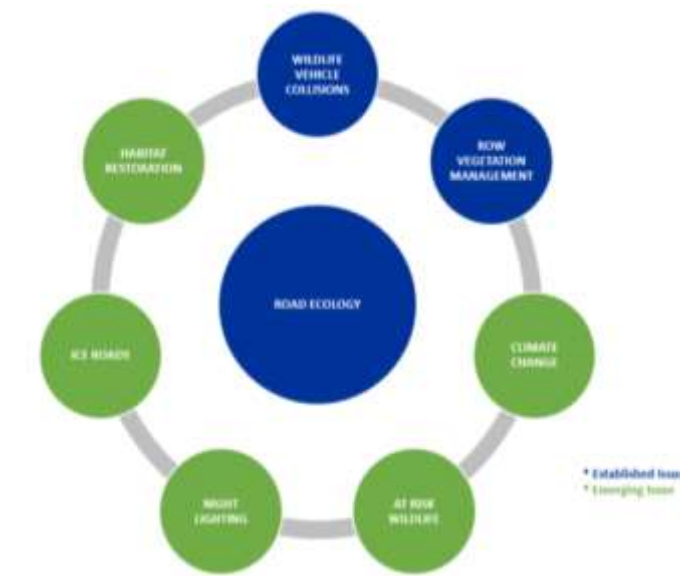 WILDLIFE
VEHICLE
COLLISIONS
ROW
VEGETATION
MANAGEMENT
HABITAT
RESTORATION
ROAD ECOLOGY
CLIMATE
CHANGE
ICE ROADS
NIGHT
LIGHTING
AT RISK
WILDLIFE
* Established Issue
* Emerging Issue